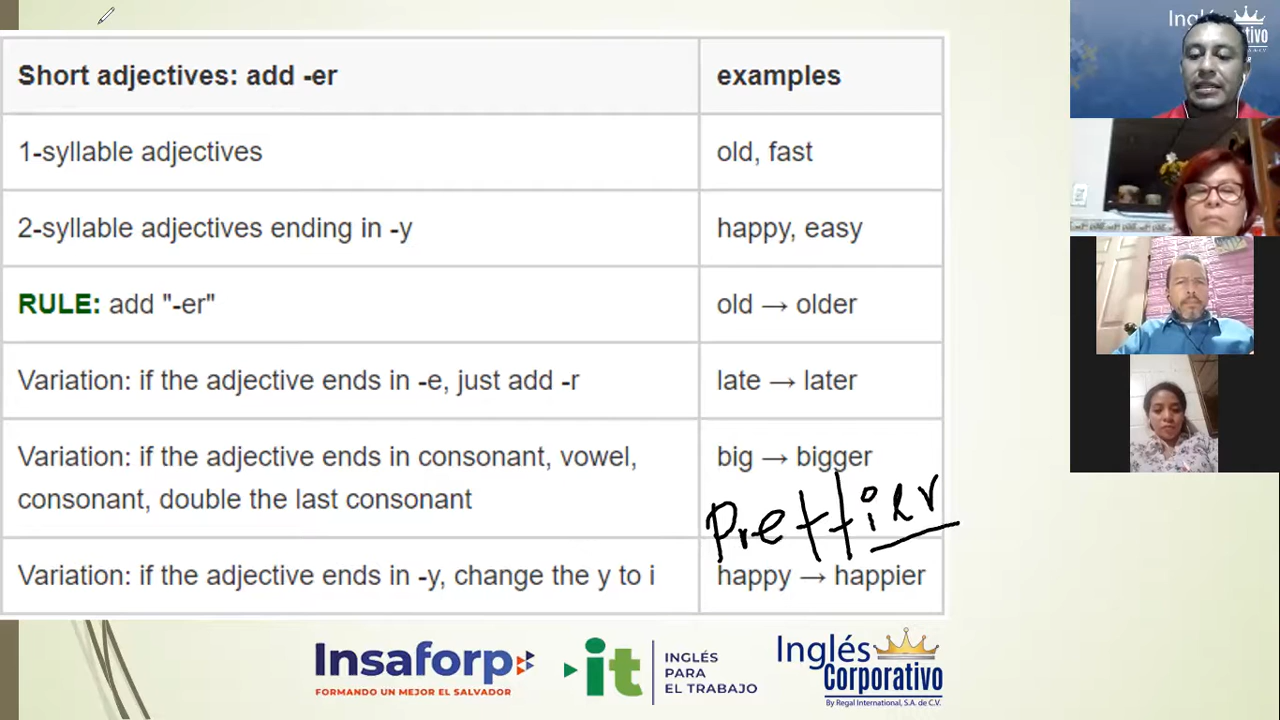 Short adjectives: add -er
examples
1-syllable adjectives
old, fast
2-syllable adjectives ending in -y
happy, easy
RULE: add "-er"
old → older
Variation: if the adjective ends in -e, just add -r
late → later
Variation: if the adjective ends in consonant, vowel,
consonant, double the last consonant
big → bigger
Prettier
Variation: if the adjective ends in -y, change the y to i
happy → happier
Insaforp
FORMANDO UN MEJOR EL SALVADOR
it
INGLÉS
PARA
EL TRABAJO
Inglés
Corporativo
By Regal International, S.A. de C.V.